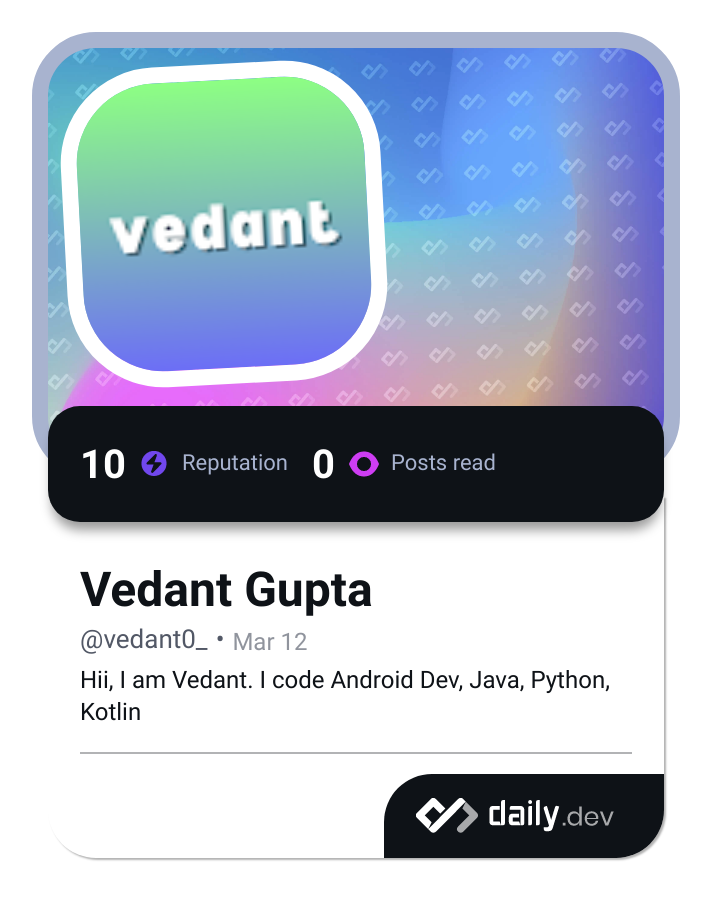 vedant
10 Reputation 0 Posts read
Vedant Gupta
@vedant0_ • Mar 12
Hii, I am Vedant. I code Android Dev, Java, Python,
Kotlin
daily.dev